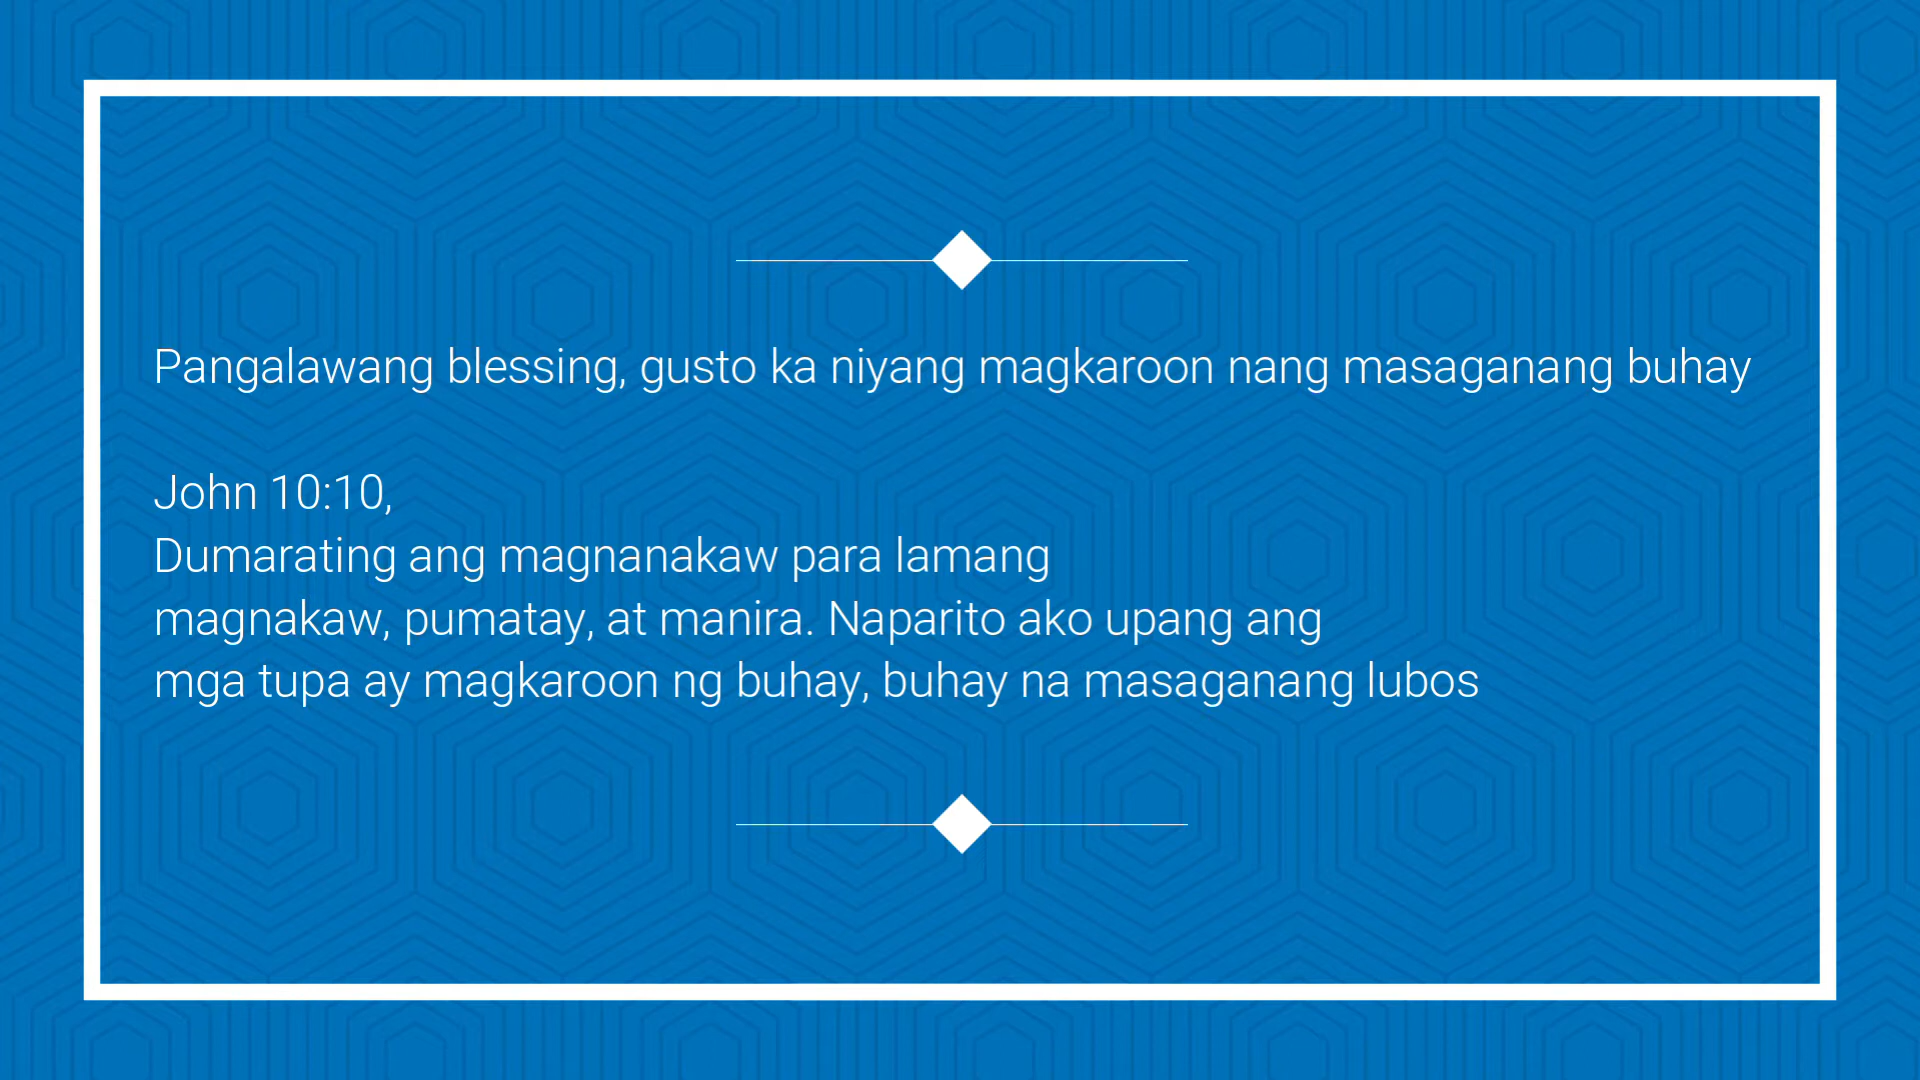 Pangalawang blessing, gusto ka niyang magkaroon nang masaganang buhay
John 10:10,
Dumarating ang magnanakaw para lamang
magnakaw, pumatay, at manira. Naparito ako upang ang
mga tupa ay magkaroon ng buhay, buhay na masaganang lubos